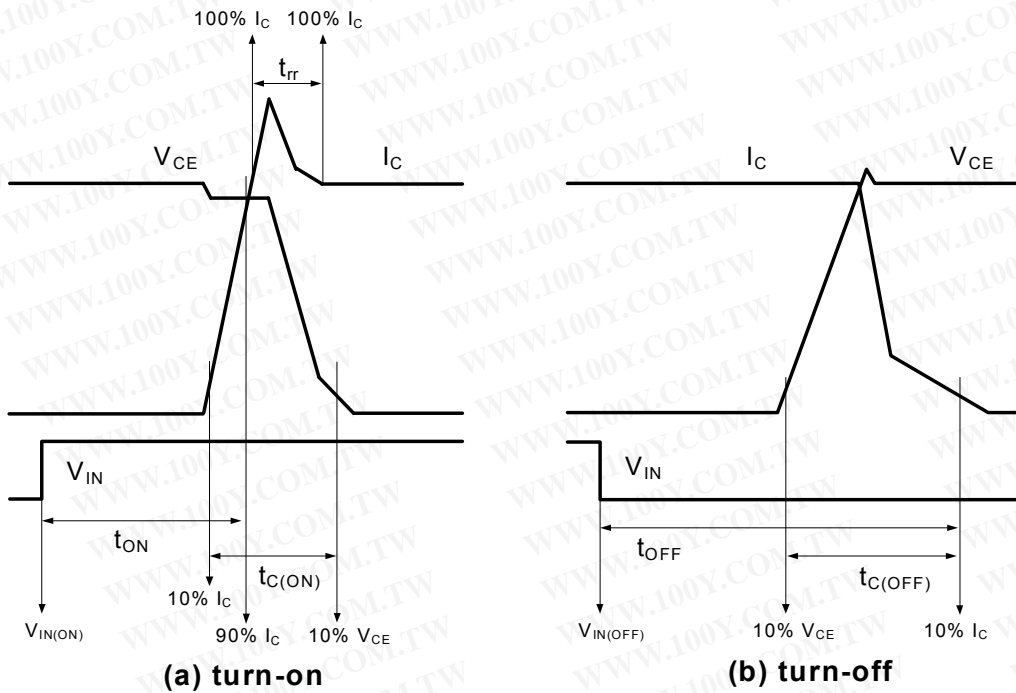 100% I_C 100% I_C
t_rr
V_CE I_C
V_IN
t_ON
t_C(ON)
10% I_C
V_IN(ON)
90% I_C 10% V_CE
(a) turn-on
I_C V_CE
V_IN
t_OFF
t_C(OFF)
V_IN(OFF) 10% V_CE 10% I_C
(b) turn-off
WWW.100Y.COM.TW